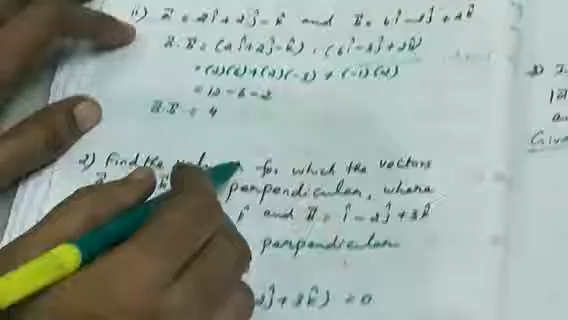 ii) a⃗ = 2î + 2ĵ - k̂ and b⃗ = 6î - 3ĵ + 2k̂
a⃗.b⃗ = (2î + 2ĵ - k̂) . (6î - 3ĵ + 2k̂)
= (2)(6) + (2)(-3) + (-1)(2)
= 12 - 6 - 2
a⃗.b⃗ = 4
2) Find the for which the vectors
a⃗ perpendicular, where
k̂ and b⃗ = î - 2ĵ + 3k̂
perpendicular
2ĵ + 3k̂) = 0